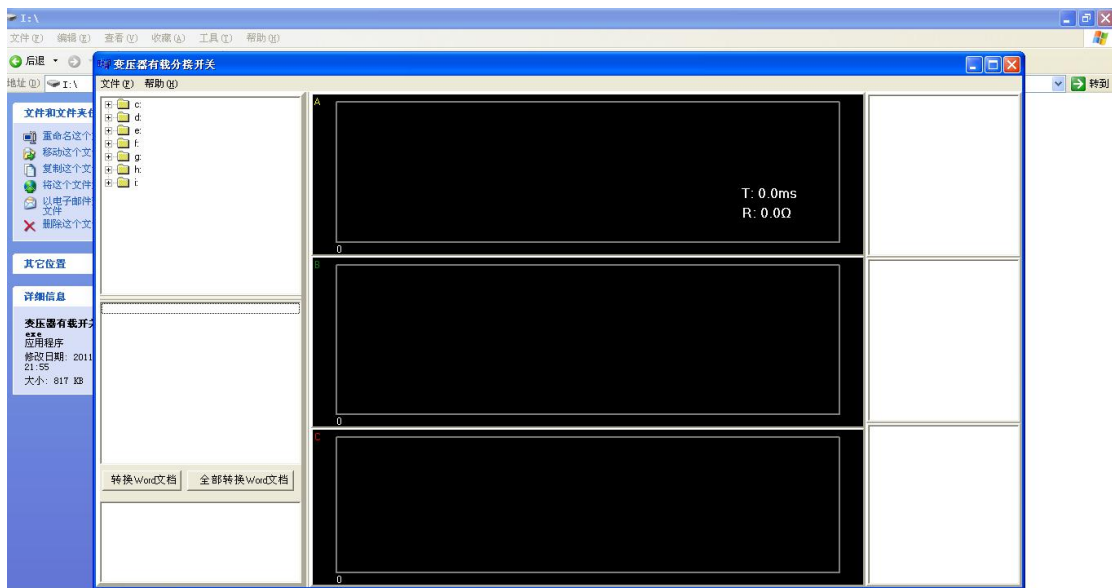 I:\
文件(F) 编辑(E) 查看(V) 收藏(A) 工具(T) 帮助(H)
后退
地址(D) I:\ 转到
变压器有载分接开关
文件(F) 帮助(H)
文件和文件夹任
重命名这个
移动这个文
复制这个文
将这个文件
以电子邮件
文件
删除这个文
其它位置
详细信息
变压器有载开关
exe
应用程序
修改日期: 2011
21:55
大小: 817 KB
c:
d:
e:
f:
g:
h:
i:
转换Word文档 全部转换Word文档
A
T: 0.0ms
R: 0.0Ω
0
B
0
C
0